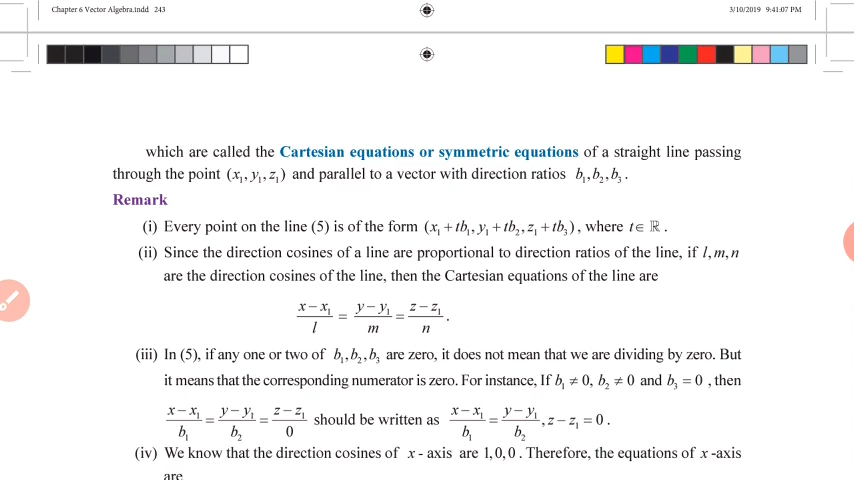 Chapter 6 Vector Algebra.indd 243 3/10/2019 9:41:07 PM
which are called the Cartesian equations or symmetric equations of a straight line passing
through the point (x₁, y₁, z₁) and parallel to a vector with direction ratios b₁, b₂, b₃ .
Remark
(i) Every point on the line (5) is of the form (x₁ + tb₁, y₁ + tb₂, z₁ + tb₃) , where t ∈ ℝ .
(ii) Since the direction cosines of a line are proportional to direction ratios of the line, if l, m, n
are the direction cosines of the line, then the Cartesian equations of the line are
(x − x₁)/l = (y − y₁)/m = (z − z₁)/n .
(iii) In (5), if any one or two of b₁, b₂, b₃ are zero, it does not mean that we are dividing by zero. But
it means that the corresponding numerator is zero. For instance, If b₁ ≠ 0, b₂ ≠ 0 and b₃ = 0 , then
(x − x₁)/b₁ = (y − y₁)/b₂ = (z − z₁)/0 should be written as (x − x₁)/b₁ = (y − y₁)/b₂ , z − z₁ = 0 .
(iv) We know that the direction cosines of x - axis are 1, 0, 0 . Therefore, the equations of x -axis
are